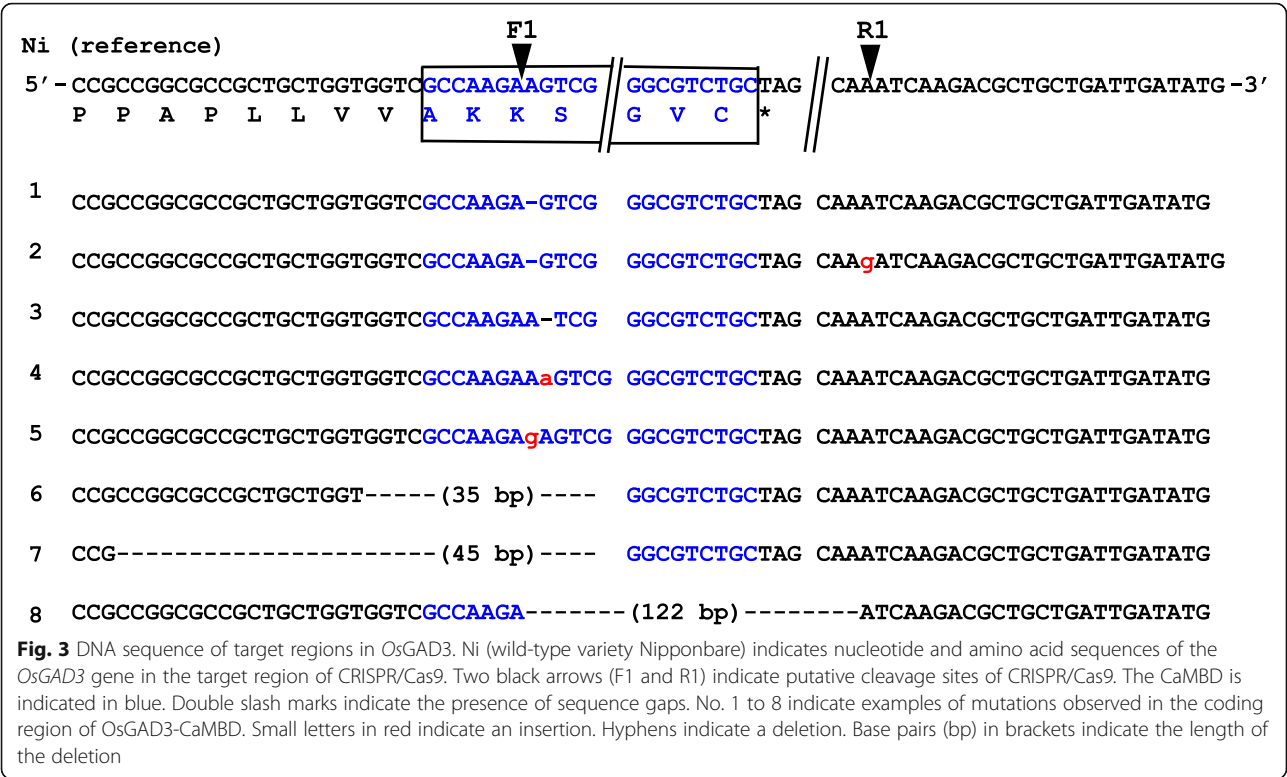 F1 R1
Ni (reference)
5’-CCGCCGGCGCCGCTGCTGGTGGTCGCCAAGAAGTCG // GGCGTCTGCTAG // CAAATCAAGACGCTGCTGATTGATATG-3’
P P A P L L V V A K K S G V C *
1 CCGCCGGCGCCGCTGCTGGTGGTCGCCAAGA-GTCG GGCGTCTGCTAG CAAATCAAGACGCTGCTGATTGATATG
2 CCGCCGGCGCCGCTGCTGGTGGTCGCCAAGA-GTCG GGCGTCTGCTAG CAAgATCAAGACGCTGCTGATTGATATG
3 CCGCCGGCGCCGCTGCTGGTGGTCGCCAAGAA-TCG GGCGTCTGCTAG CAAATCAAGACGCTGCTGATTGATATG
4 CCGCCGGCGCCGCTGCTGGTGGTCGCCAAGAAaGTCG GGCGTCTGCTAG CAAATCAAGACGCTGCTGATTGATATG
5 CCGCCGGCGCCGCTGCTGGTGGTCGCCAAGAgAGTCG GGCGTCTGCTAG CAAATCAAGACGCTGCTGATTGATATG
6 CCGCCGGCGCCGCTGCTGGT-----(35 bp)---- GGCGTCTGCTAG CAAATCAAGACGCTGCTGATTGATATG
7 CCG----------------------(45 bp)---- GGCGTCTGCTAG CAAATCAAGACGCTGCTGATTGATATG
8 CCGCCGGCGCCGCTGCTGGTGGTCGCCAAGA-------(122 bp)--------ATCAAGACGCTGCTGATTGATATG
Fig. 3 DNA sequence of target regions in OsGAD3. Ni (wild-type variety Nipponbare) indicates nucleotide and amino acid sequences of the
OsGAD3 gene in the target region of CRISPR/Cas9. Two black arrows (F1 and R1) indicate putative cleavage sites of CRISPR/Cas9. The CaMBD is
indicated in blue. Double slash marks indicate the presence of sequence gaps. No. 1 to 8 indicate examples of mutations observed in the coding
region of OsGAD3-CaMBD. Small letters in red indicate an insertion. Hyphens indicate a deletion. Base pairs (bp) in brackets indicate the length of
the deletion